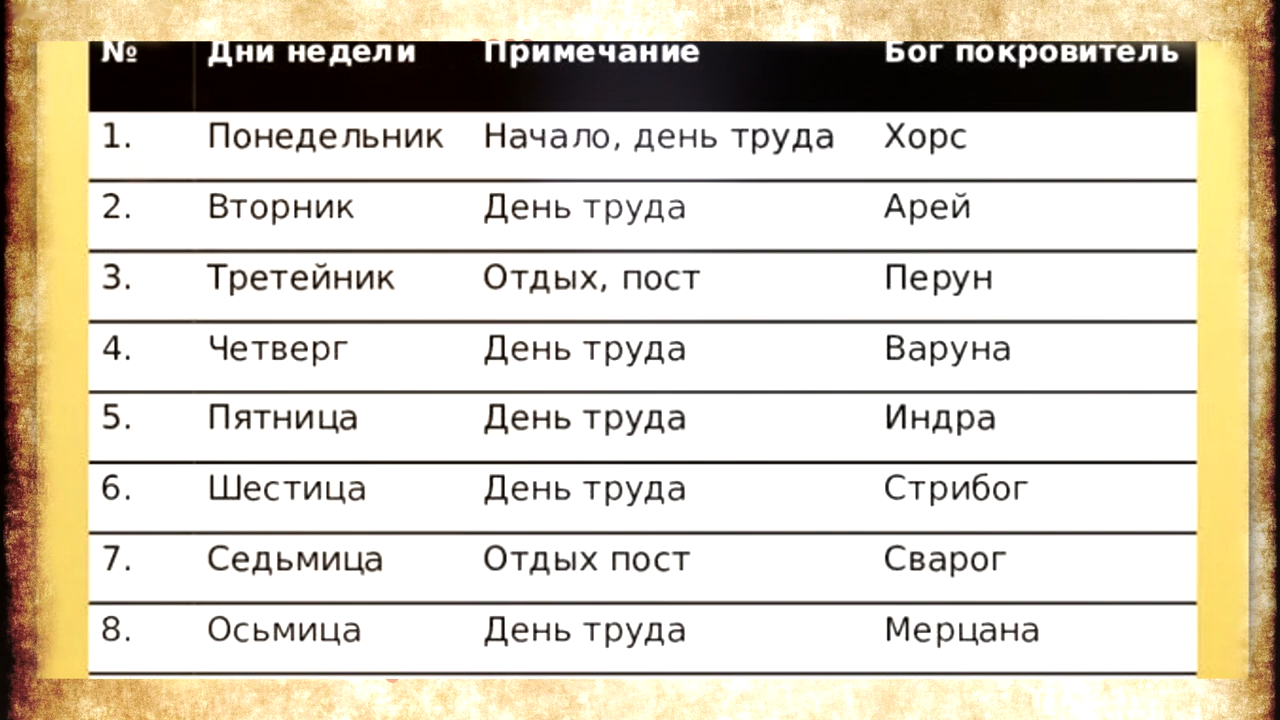 № Дни недели Примечание Бог покровитель
1. Понедельник Начало, день труда Хорс
2. Вторник День труда Арей
3. Третейник Отдых, пост Перун
4. Четверг День труда Варуна
5. Пятница День труда Индра
6. Шестица День труда Стрибог
7. Седьмица Отдых пост Сварог
8. Осьмица День труда Мерцана